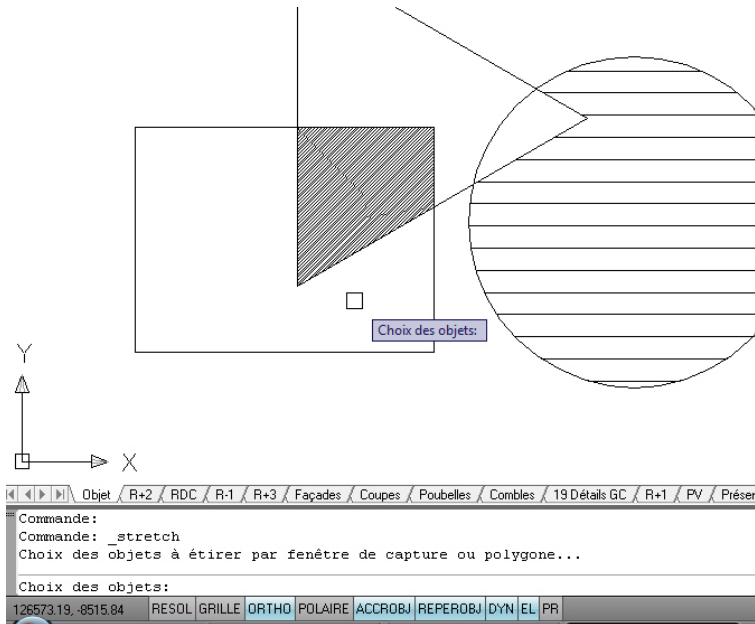 Choix des objets:
Y
X
Objet R+2 RDC R-1 R+3 Façades Coupes Poubelles Combles 19 Détails GC R+1 PV Présen
Commande:
Commande: _stretch
Choix des objets à étirer par fenêtre de capture ou polygone...
Choix des objets:
126573.19, -8515.84 RESOL GRILLE ORTHO POLAIRE ACCROBJ REPEROBJ DYN EL PR